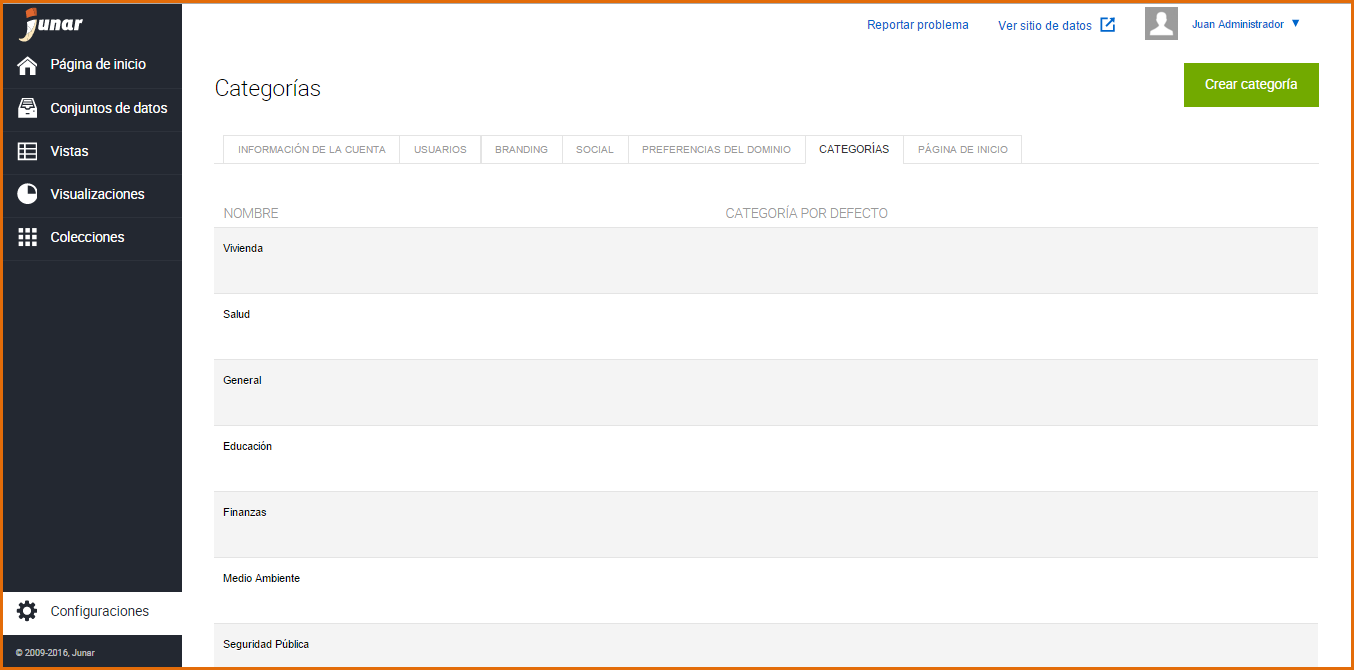 junar
Reportar problema
Ver sitio de datos
Juan Administrador ▼
Página de inicio
Conjuntos de datos
Vistas
Visualizaciones
Colecciones
Configuraciones
© 2009-2016, Junar
Categorías
Crear categoría
INFORMACIÓN DE LA CUENTA
USUARIOS
BRANDING
SOCIAL
PREFERENCIAS DEL DOMINIO
CATEGORÍAS
PÁGINA DE INICIO
NOMBRE
CATEGORÍA POR DEFECTO
Vivienda
Salud
General
Educación
Finanzas
Medio Ambiente
Seguridad Pública